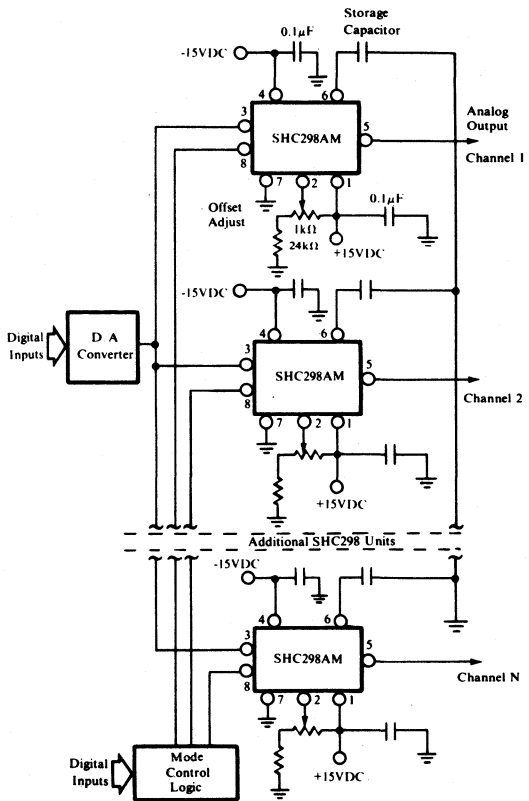 Storage
Capacitor
0.1μF
-15VDC
4
6
3
8
SHC298AM
5
Analog
Output
Channel 1
7
2
1
Offset
Adjust
1kΩ
24kΩ
0.1μF
+15VDC
-15VDC
4
6
Digital
Inputs
D A
Converter
3
8
SHC298AM
5
Channel 2
7
2
1
+15VDC
Additional SHC298 Units
-15VDC
4
6
3
8
SHC298AM
5
Channel N
7
2
1
Digital
Inputs
Mode
Control
Logic
+15VDC